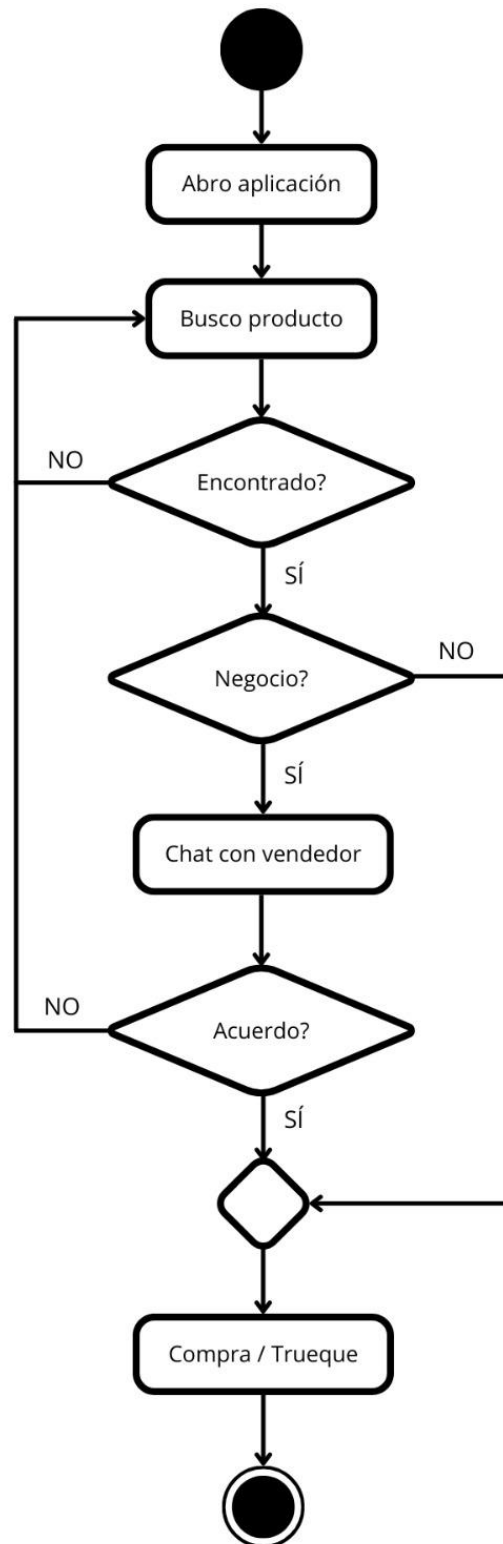 Abro aplicación
Busco producto
NO
Encontrado?
SÍ
NO
Negocio?
SÍ
Chat con vendedor
NO
Acuerdo?
SÍ
Compra / Trueque